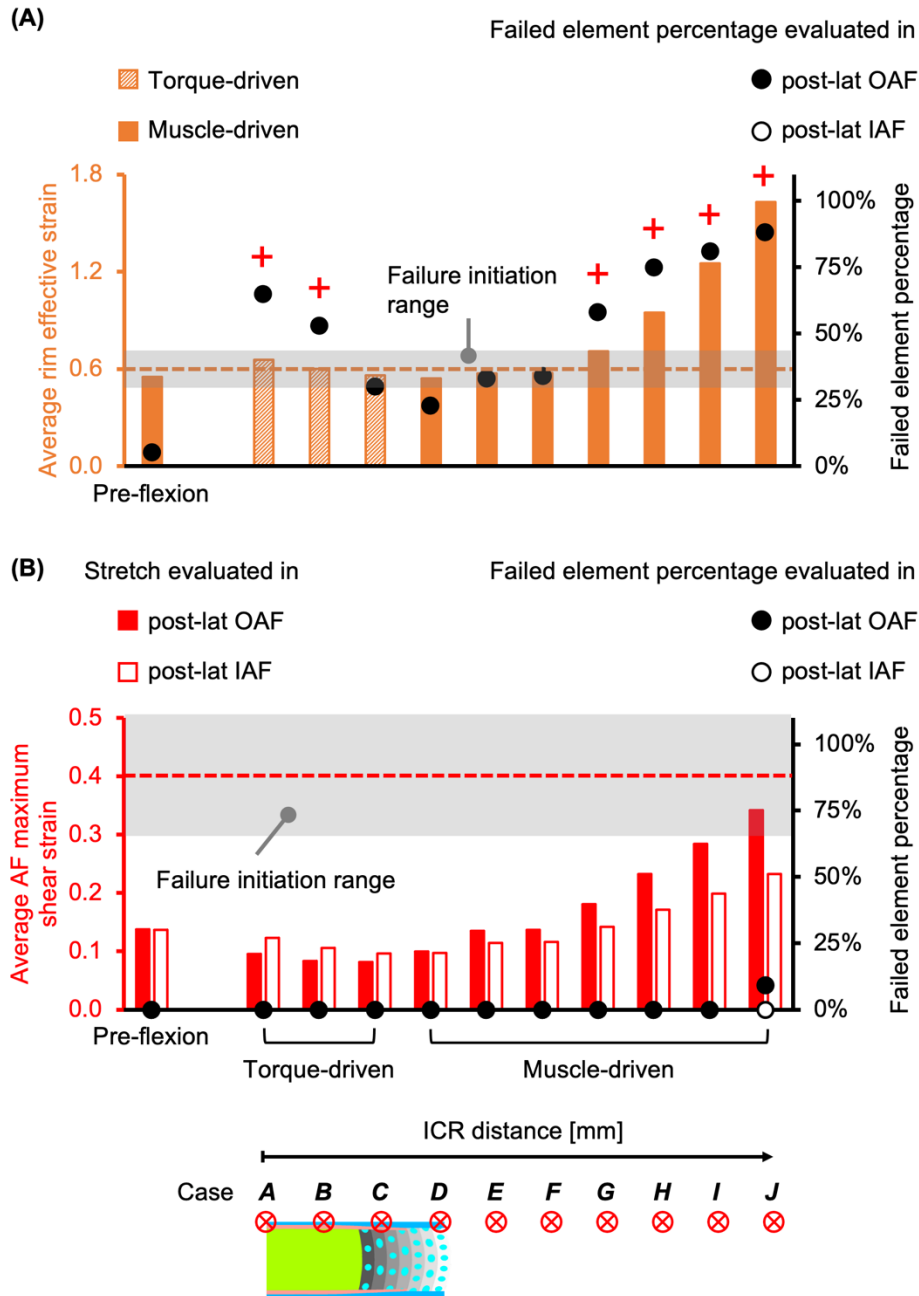 (A)
Failed element percentage evaluated in
Torque-driven
post-lat OAF
Muscle-driven
post-lat IAF
Average rim effective strain
1.8
1.2
0.6
0.0
Failure initiation
range
100%
75%
50%
25%
0%
Failed element percentage
Pre-flexion
(B)
Stretch evaluated in
Failed element percentage evaluated in
post-lat OAF
post-lat OAF
post-lat IAF
post-lat IAF
Average AF maximum
shear strain
0.5
0.4
0.3
0.2
0.1
0.0
Failure initiation range
100%
75%
50%
25%
0%
Failed element percentage
Pre-flexion
Torque-driven
Muscle-driven
ICR distance [mm]
Case A B C D E F G H I J